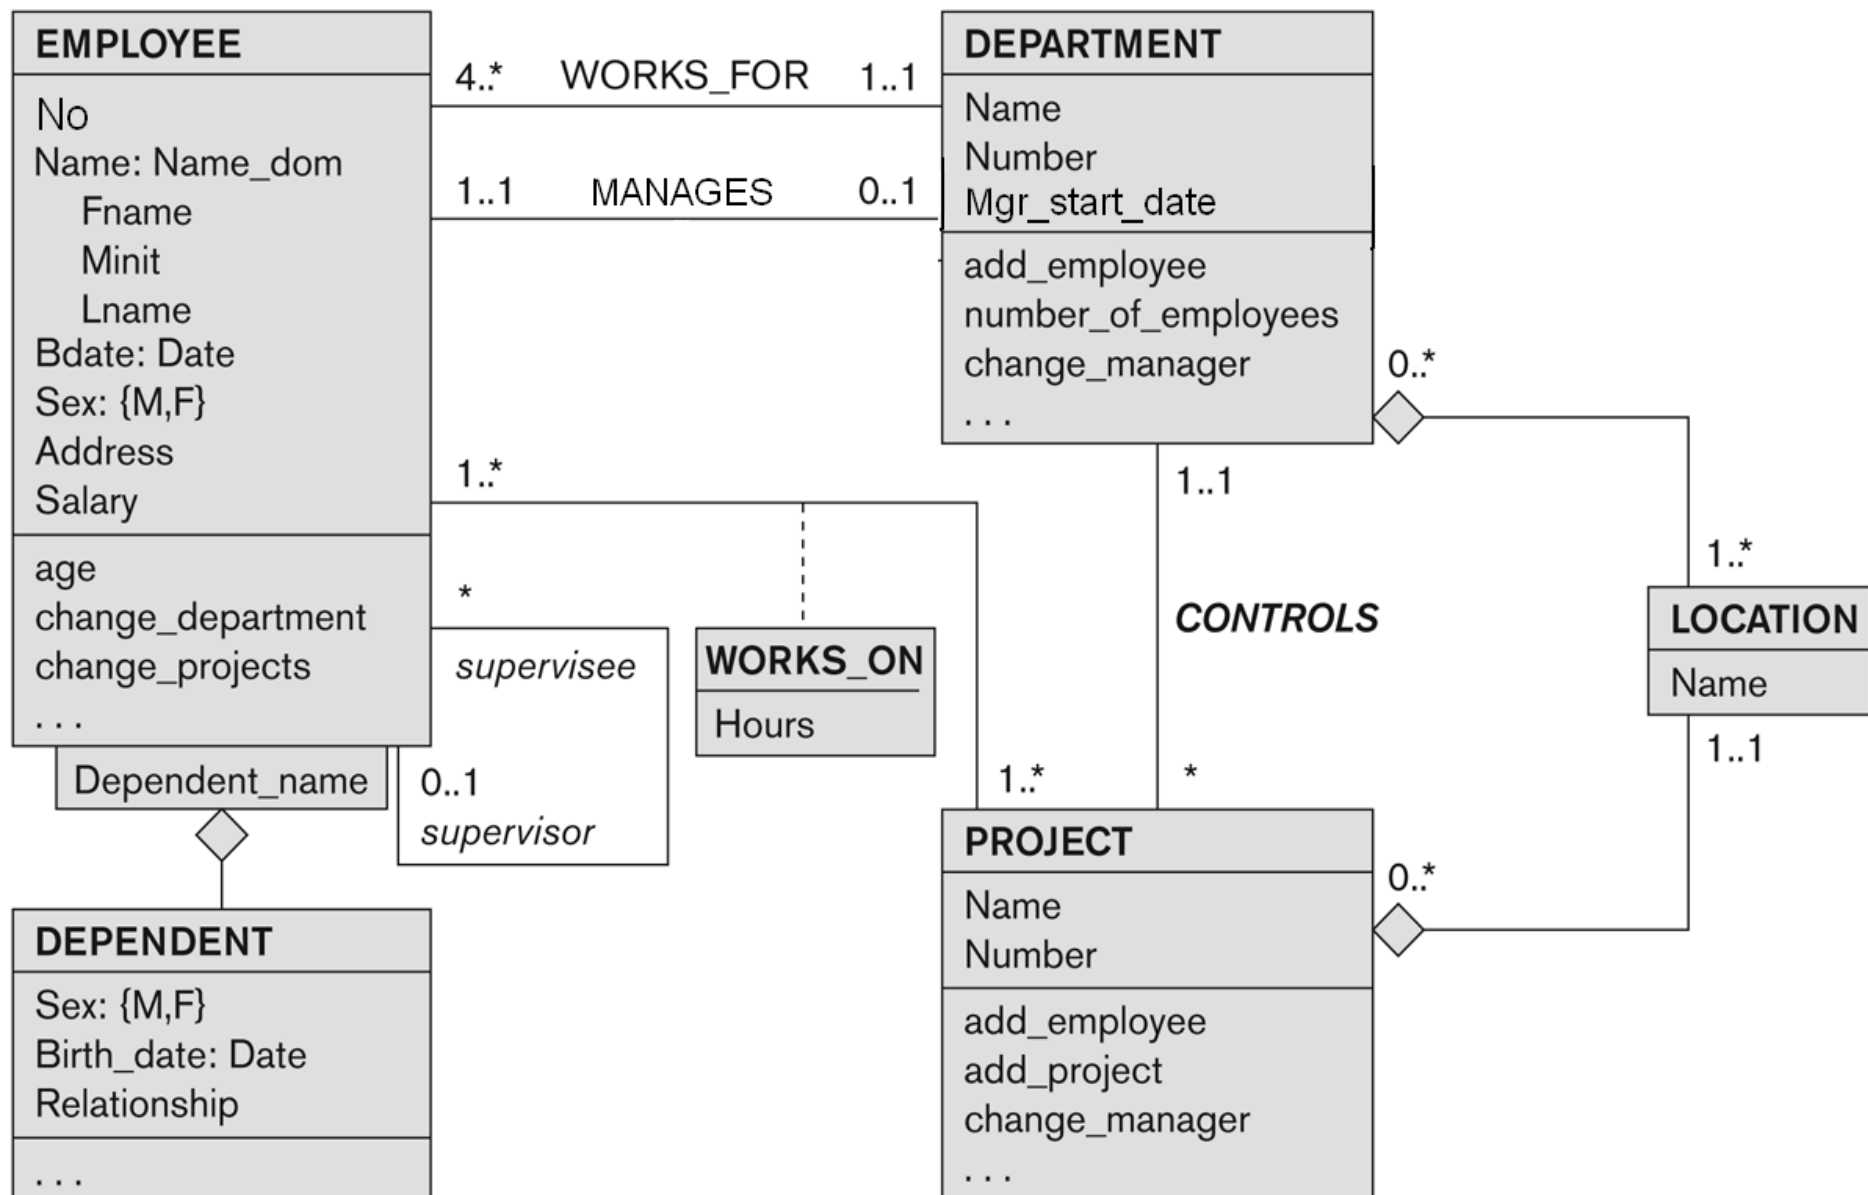 EMPLOYEE
No
Name: Name_dom
Fname
Minit
Lname
Bdate: Date
Sex: {M,F}
Address
Salary
age
change_department
change_projects
. . .
Dependent_name
4..* WORKS_FOR 1..1
1..1 MANAGES 0..1
DEPARTMENT
Name
Number
Mgr_start_date
add_employee
number_of_employees
change_manager
. . .
0..*
1..*
1..1
1..*
*
supervisee
0..1
supervisor
WORKS_ON
Hours
CONTROLS
LOCATION
Name
1..1
1..*
*
0..*
DEPENDENT
Sex: {M,F}
Birth_date: Date
Relationship
. . .
PROJECT
Name
Number
add_employee
add_project
change_manager
. . .